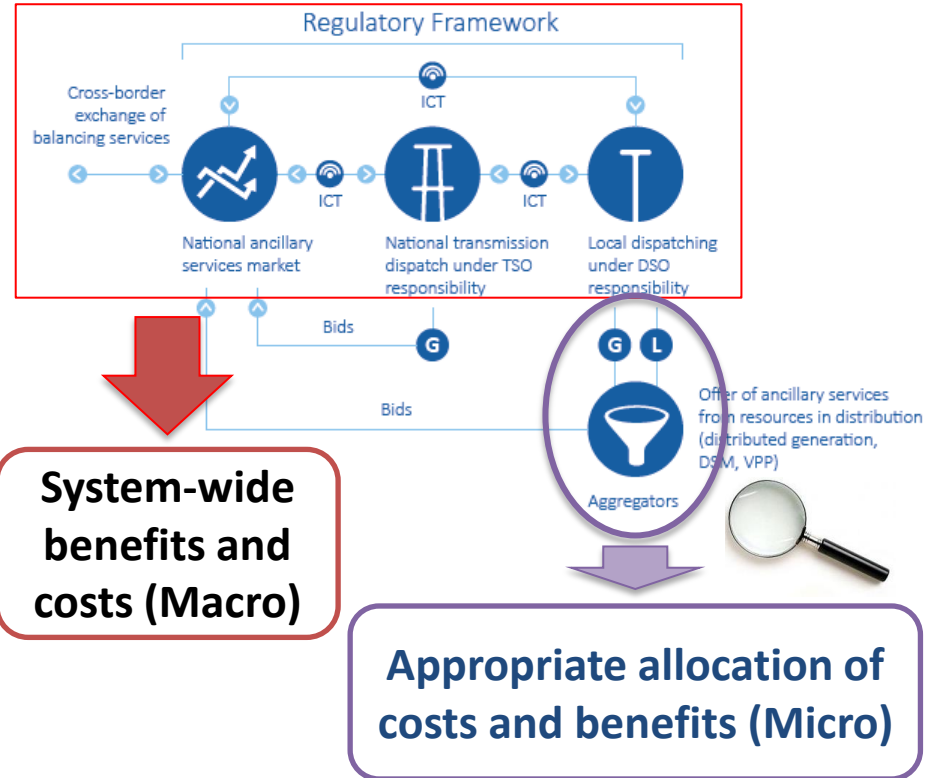 Regulatory Framework
ICT
Cross-border
exchange of
balancing services
ICT
ICT
National ancillary
services market
National transmission
dispatch under TSO
responsibility
Local dispatching
under DSO
responsibility
Bids
G
G
L
Bids
Offer of ancillary services
from resources in distribution
(distributed generation,
DSM, VPP)
Aggregators
System-wide
benefits and
costs (Macro)
Appropriate allocation of
costs and benefits (Micro)